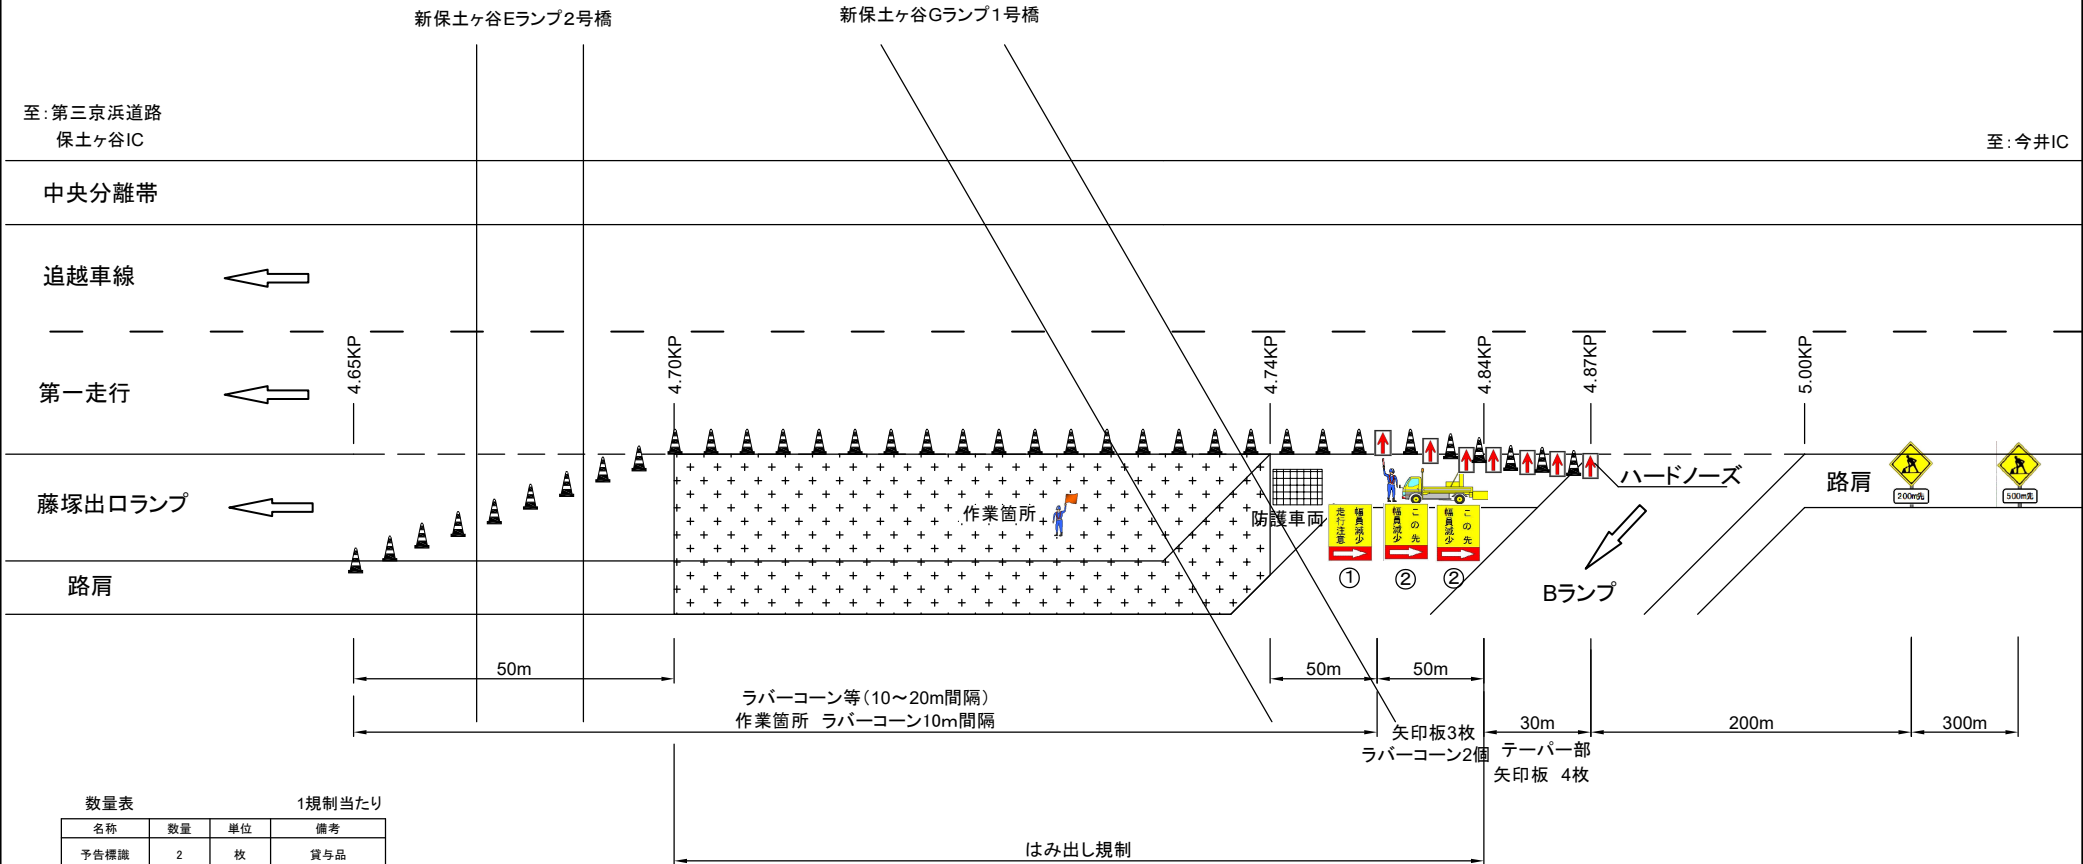 新保土ヶ谷Eランプ2号橋
新保土ヶ谷Gランプ1号橋
至:第三京浜道路
保土ヶ谷IC
至:今井IC
中央分離帯
追越車線
第一走行
4.65KP
4.70KP
4.74KP
4.84KP
4.87KP
5.00KP
藤塚出口ランプ
作業箇所
防護車両
ハードノーズ
路肩
200m先
500m先
幅員減少
走行注意
この先
幅員減少
この先
幅員減少
①
②
②
路肩
Bランプ
50m
50m
50m
ラバーコーン等(10～20m間隔)
作業箇所 ラバーコーン10m間隔
矢印板3枚
ラバーコーン2個
30m
テーパー部
矢印板 4枚
200m
300m
数量表
1規制当たり
名称 数量 単位 備考
予告標識 2 枚 貸与品
はみ出し規制